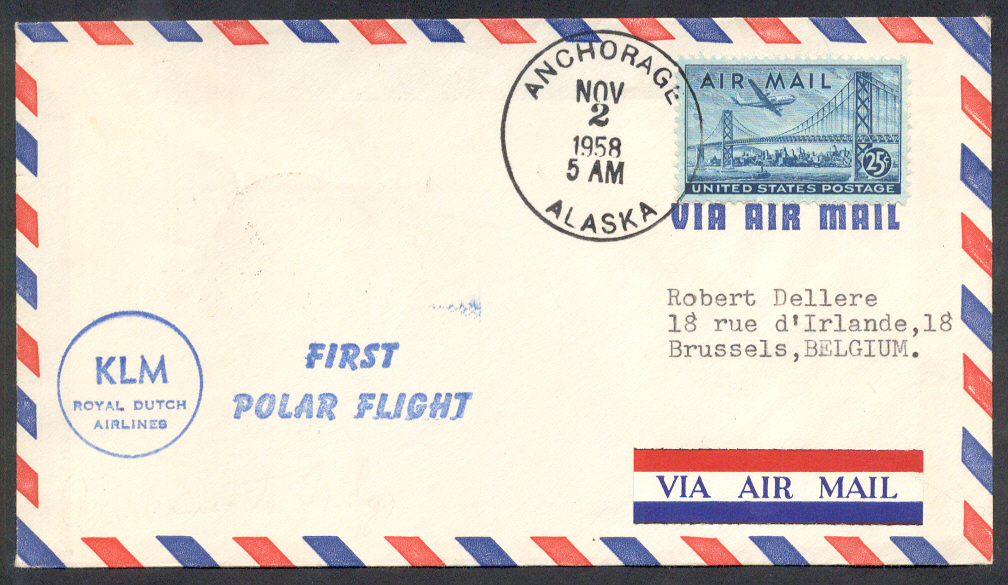 ANCHORAGE
NOV
2
1958
5 AM
ALASKA
AIR MAIL
25¢
UNITED STATES POSTAGE
VIA AIR MAIL
Robert Dellere
18 rue d'Irlande,18
Brussels,BELGIUM.
KLM
ROYAL DUTCH
AIRLINES
FIRST
POLAR FLIGHT
VIA AIR MAIL